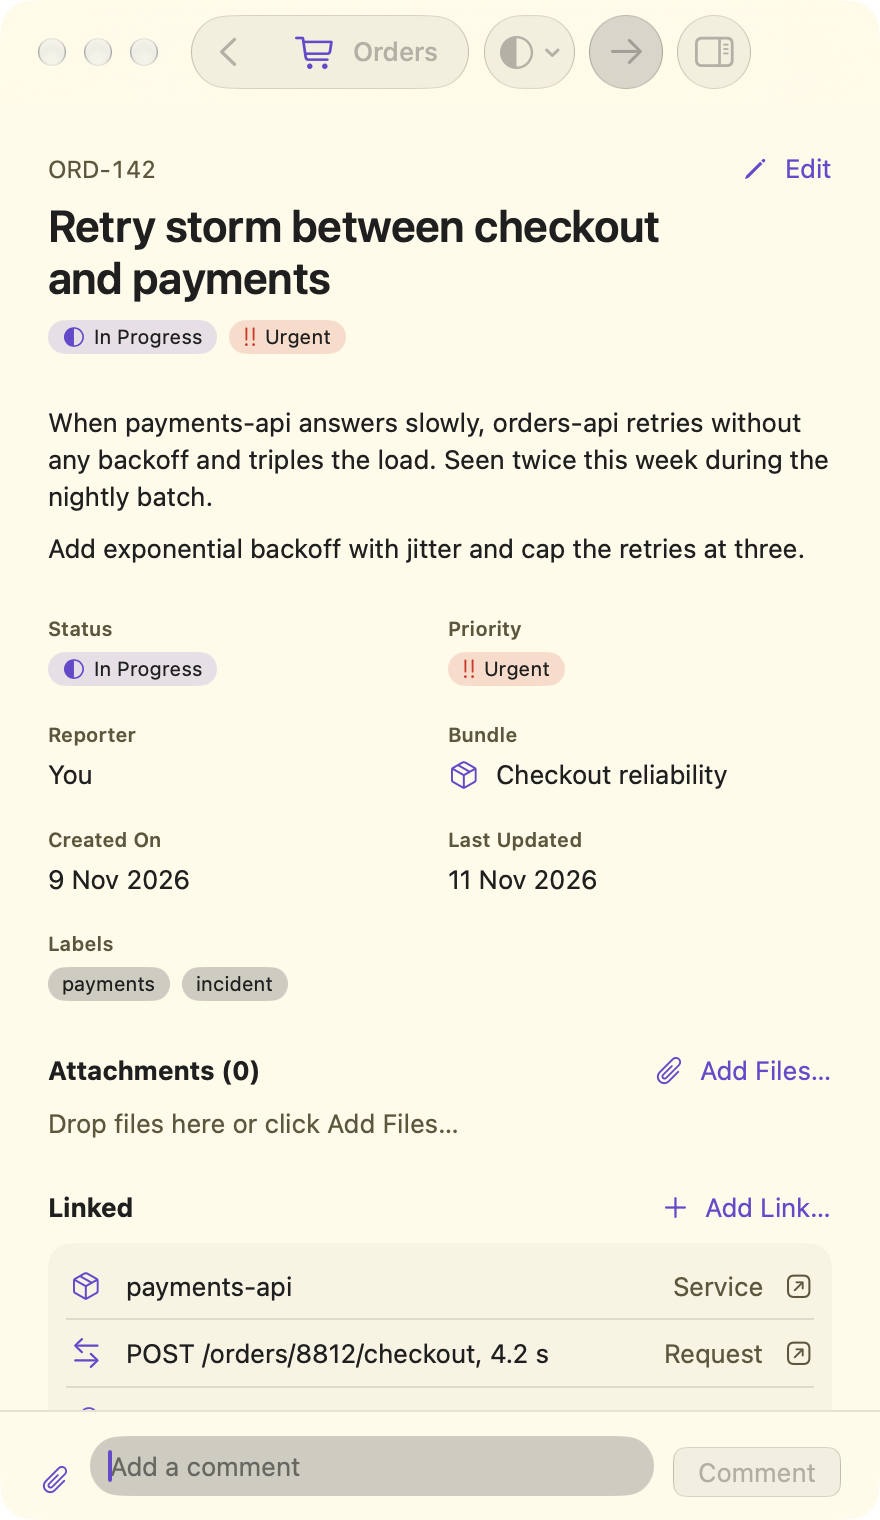 Orders
ORD-142
Edit
Retry storm between checkout
and payments
In Progress
!! Urgent
When payments-api answers slowly, orders-api retries without
any backoff and triples the load. Seen twice this week during the
nightly batch.
Add exponential backoff with jitter and cap the retries at three.
Status
Priority
In Progress
!! Urgent
Reporter
Bundle
You
Checkout reliability
Created On
Last Updated
9 Nov 2026
11 Nov 2026
Labels
payments
incident
Attachments (0)
Add Files…
Drop files here or click Add Files…
Linked
Add Link…
payments-api
Service
POST /orders/8812/checkout, 4.2 s
Request
Add a comment
Comment